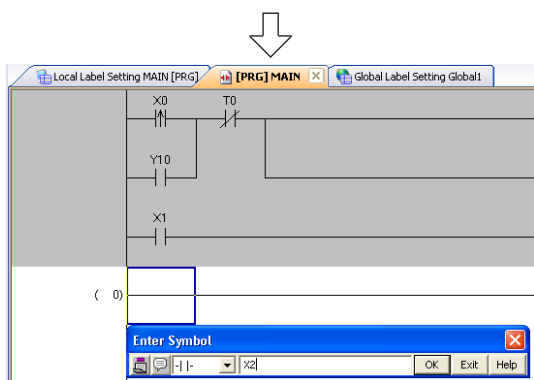 Local Label Setting MAIN [PRG] [PRG] MAIN Global Label Setting Global1
X0 T0
Y10
X1
( 0)
Enter Symbol
-| |- X2 OK Exit Help